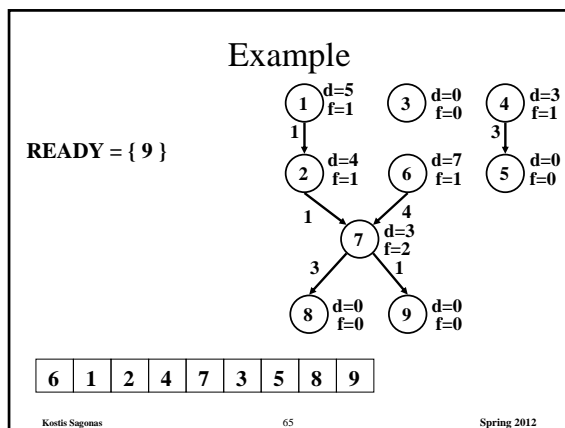 Example
1 d=5 f=1
3 d=0 f=0
4 d=3 f=1
1
3
READY = { 9 }
2 d=4 f=1
6 d=7 f=1
5 d=0 f=0
1
4
7 d=3 f=2
3
1
8 d=0 f=0
9 d=0 f=0
6 1 2 4 7 3 5 8 9
Kostis Sagonas 65 Spring 2012